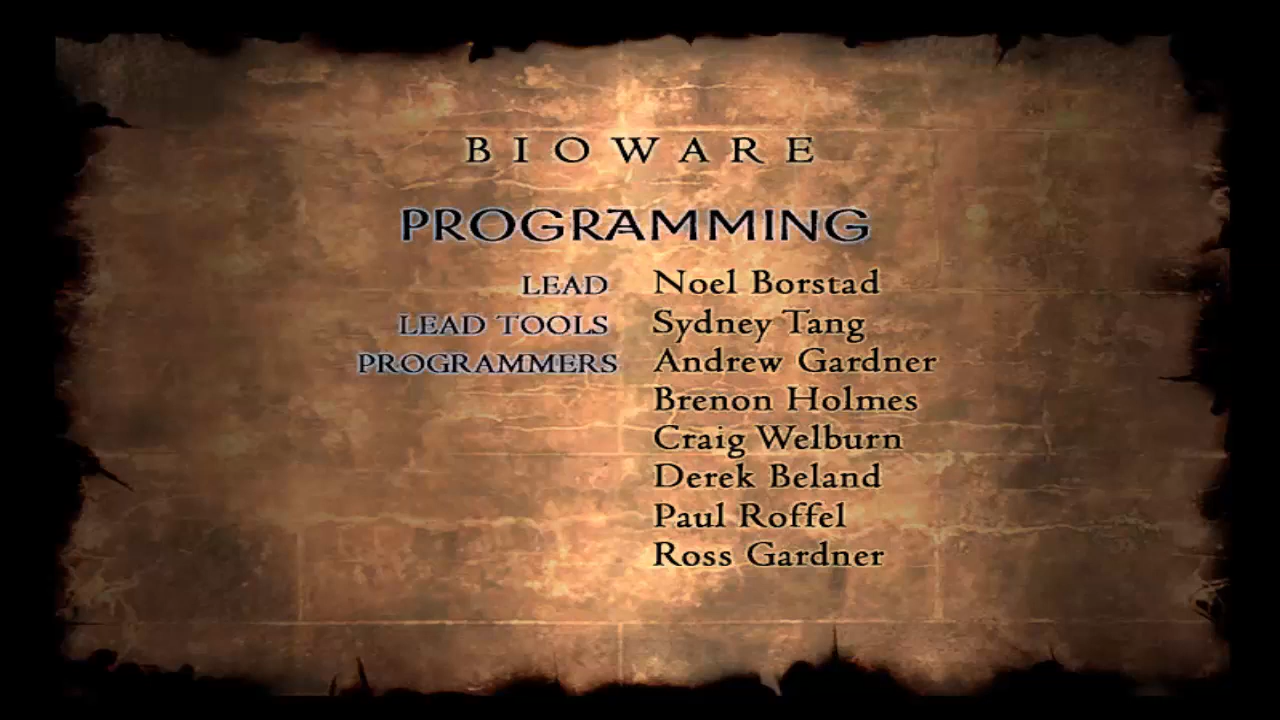 BIOWARE
PROGRAMMING
LEAD Noel Borstad
LEAD TOOLS Sydney Tang
PROGRAMMERS Andrew Gardner
Brenon Holmes
Craig Welburn
Derek Beland
Paul Roffel
Ross Gardner